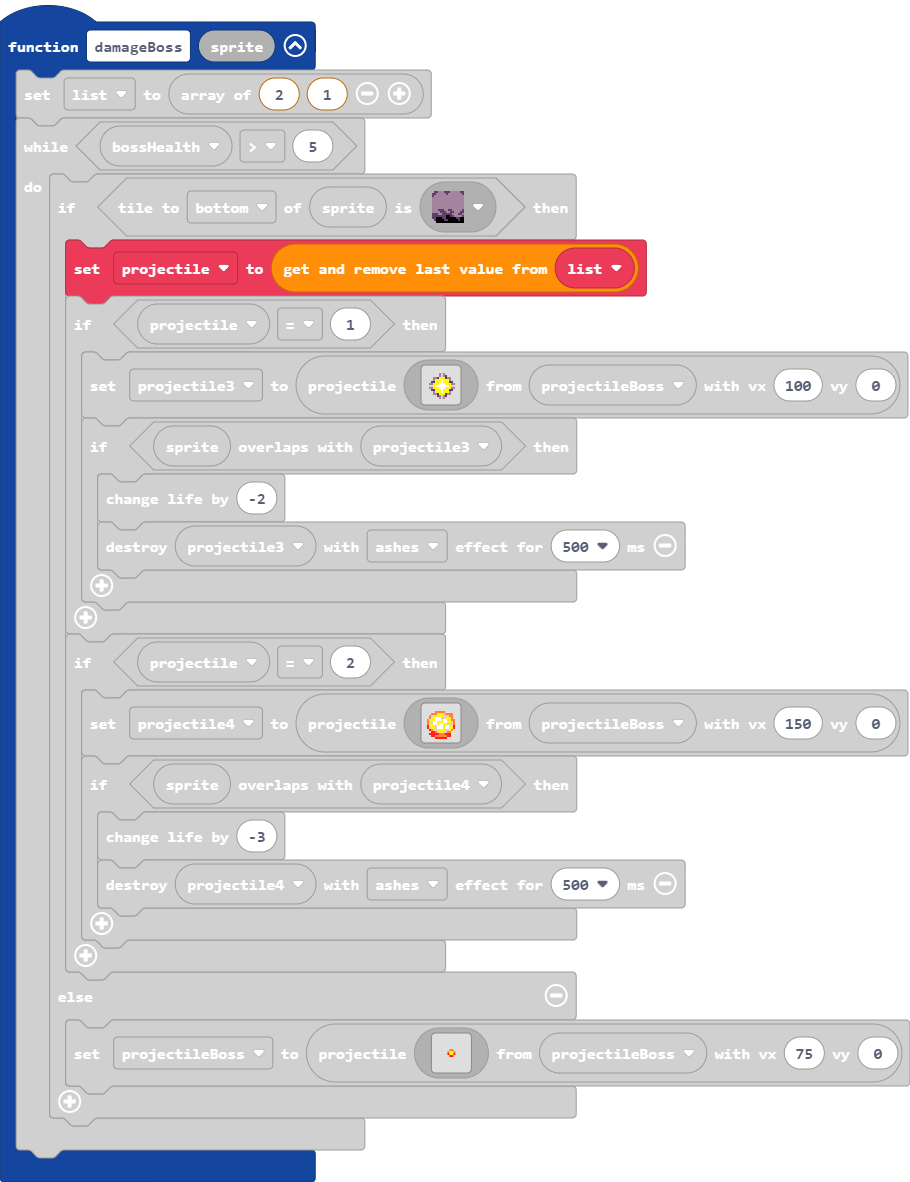 function damageBoss sprite
set list to array of 2 1
while bossHealth > 5
do
if tile to bottom of sprite is then
set projectile to get and remove last value from list
if projectile = 1 then
set projectile3 to projectile from projectileBoss with vx 100 vy 0
if sprite overlaps with projectile3 then
change life by -2
destroy projectile3 with ashes effect for 500 ms
if projectile = 2 then
set projectile4 to projectile from projectileBoss with vx 150 vy 0
if sprite overlaps with projectile4 then
change life by -3
destroy projectile4 with ashes effect for 500 ms
else
set projectileBoss to projectile from projectileBoss with vx 75 vy 0